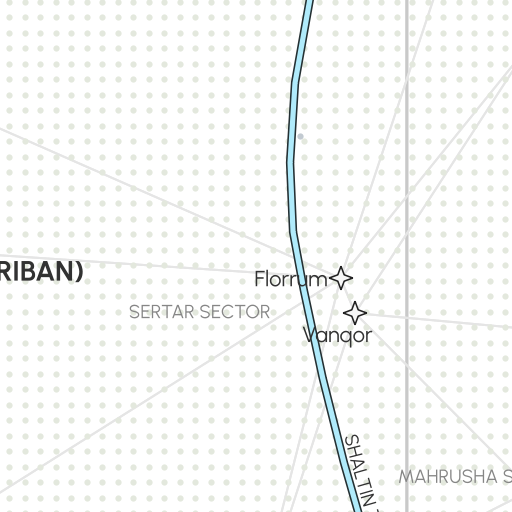 RIBAN)
Florrum
SERTAR SECTOR
Vanqor
SHALTIN
MAHRUSHA S